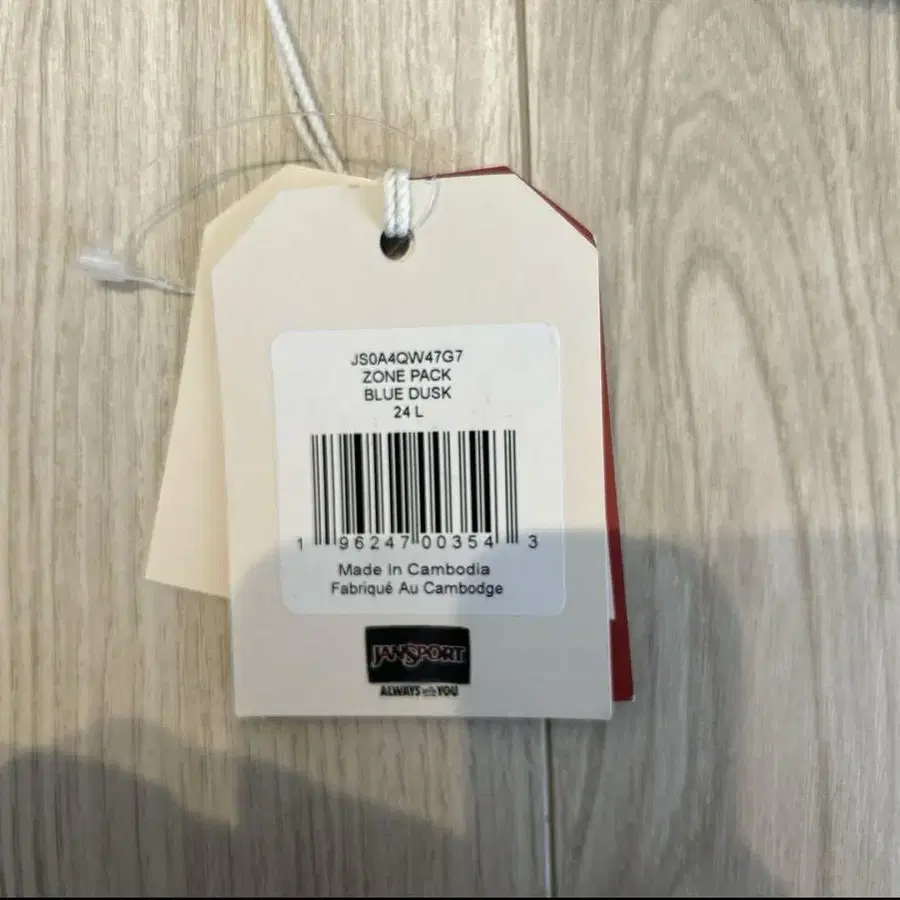 JS0A4QW47G7
ZONE PACK
BLUE DUSK
24 L
1 96247 00354 3
Made In Cambodia
Fabriqué Au Cambodge
JANSPORT
ALWAYS with YOU